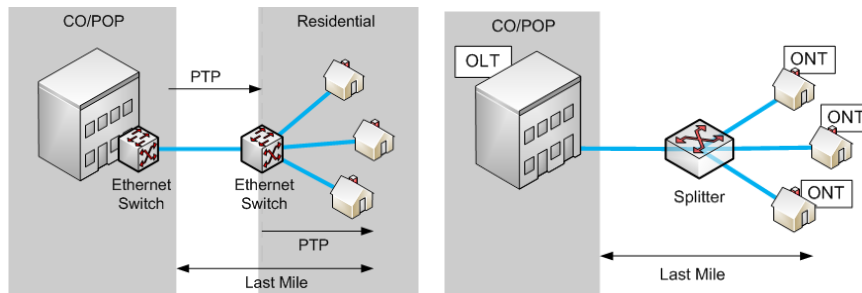 CO/POP
Residential
PTP
Ethernet
Switch
Ethernet
Switch
PTP
Last Mile
CO/POP
OLT
ONT
ONT
ONT
Splitter
Last Mile